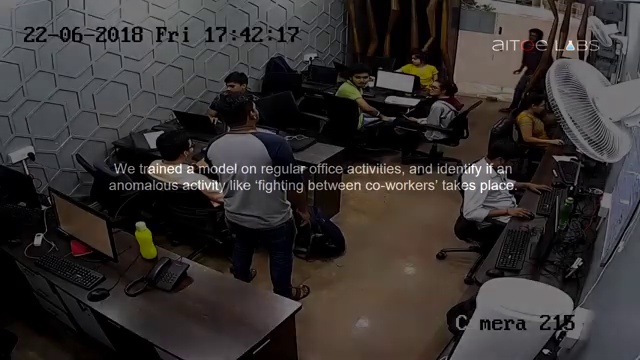 22-06-2018 Fri 17:42:17
AITOE LABS
We trained a model on regular office activities, and identify if an
anomalous activity like 'fighting between co-workers' takes place.
C mera 215